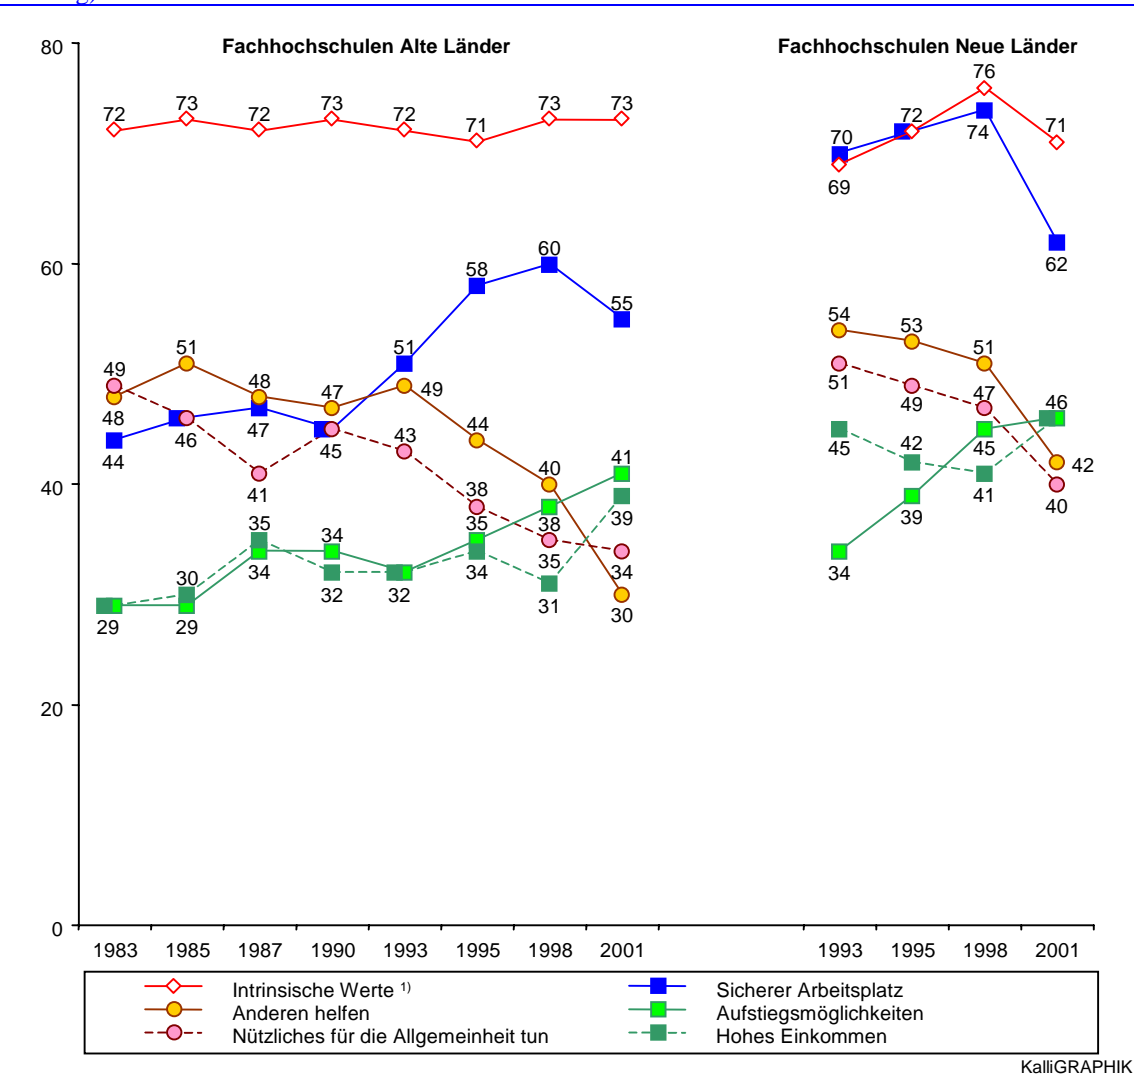 80
Fachhochschulen Alte Länder
Fachhochschulen Neue Länder
72 73 72 73 72 71 73 73
70 72 76 71
69 74 62
60
58 60 55
49 51 48 47 51 49
48 46 47 45 43 44 40 41
44 41 38 38 39
35 34 35 35 34
30 34 32 32 34 31 30
29 29
54 53 51 46
51 49 47 42
45 42 45 40
39 41
34
40
20
0
1983 1985 1987 1990 1993 1995 1998 2001 1993 1995 1998 2001
Intrinsische Werte 1)
Sicherer Arbeitsplatz
Anderen helfen
Aufstiegsmöglichkeiten
Nützliches für die Allgemeinheit tun
Hohes Einkommen
KalliGRAPHIK